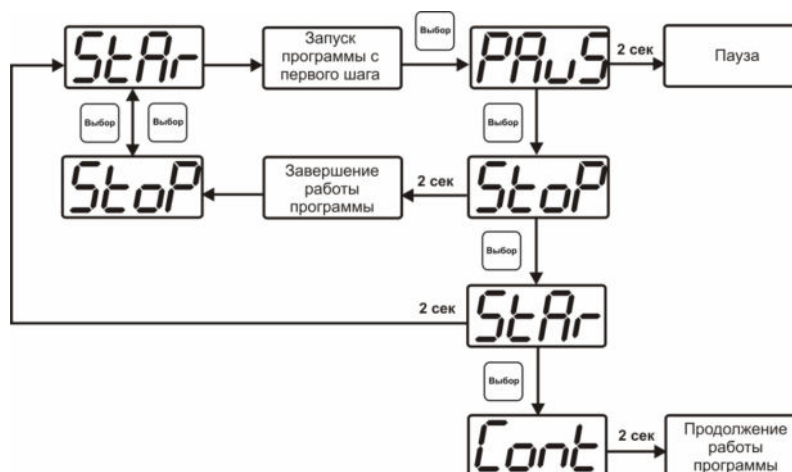 StAr
Запуск
программы с
первого шага
Выбор
PAuS
2 сек
Пауза
Выбор
Выбор
Выбор
StoP
Завершение
работы
программы
2 сек
StoP
Выбор
2 сек
StAr
Выбор
Cont
2 сек
Продолжение
работы
программы